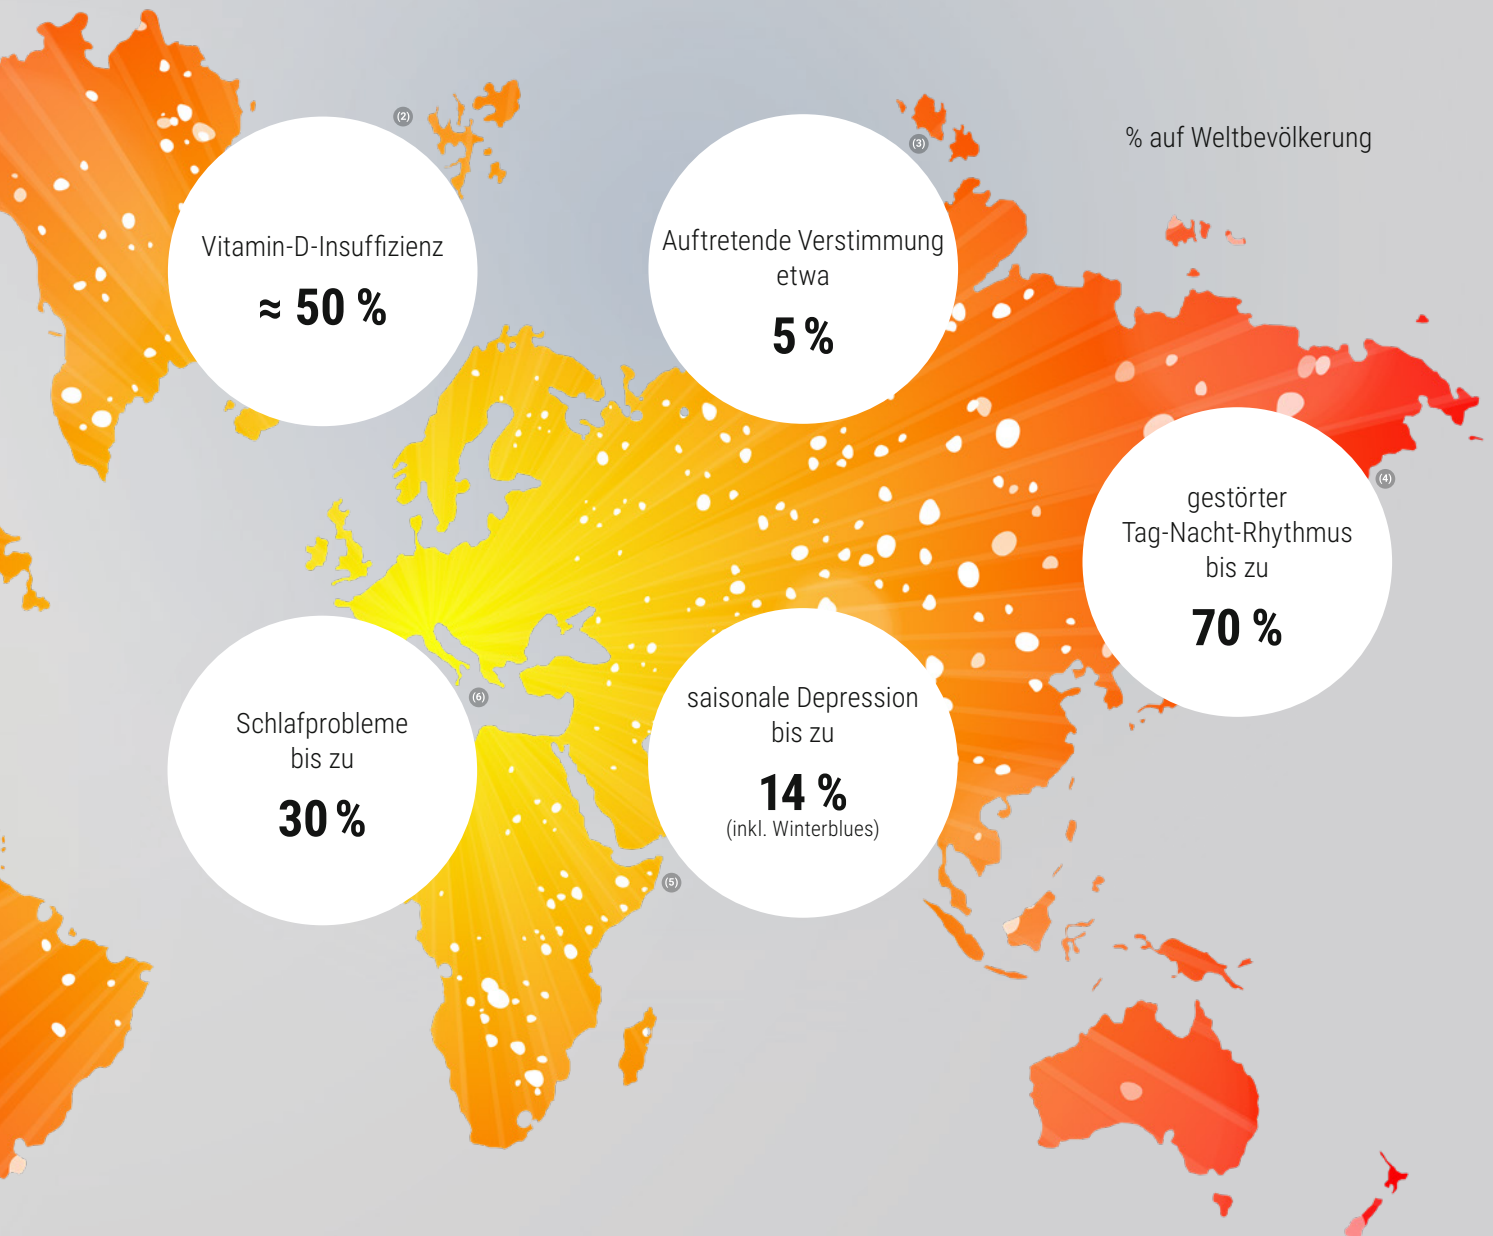 % auf Weltbevölkerung
(2)
Vitamin-D-Insuffizienz
≈ 50 %
(3)
Auftretende Verstimmung
etwa
5 %
(4)
gestörter
Tag-Nacht-Rhythmus
bis zu
70 %
(6)
Schlafprobleme
bis zu
30 %
(5)
saisonale Depression
bis zu
14 %
(inkl. Winterblues)